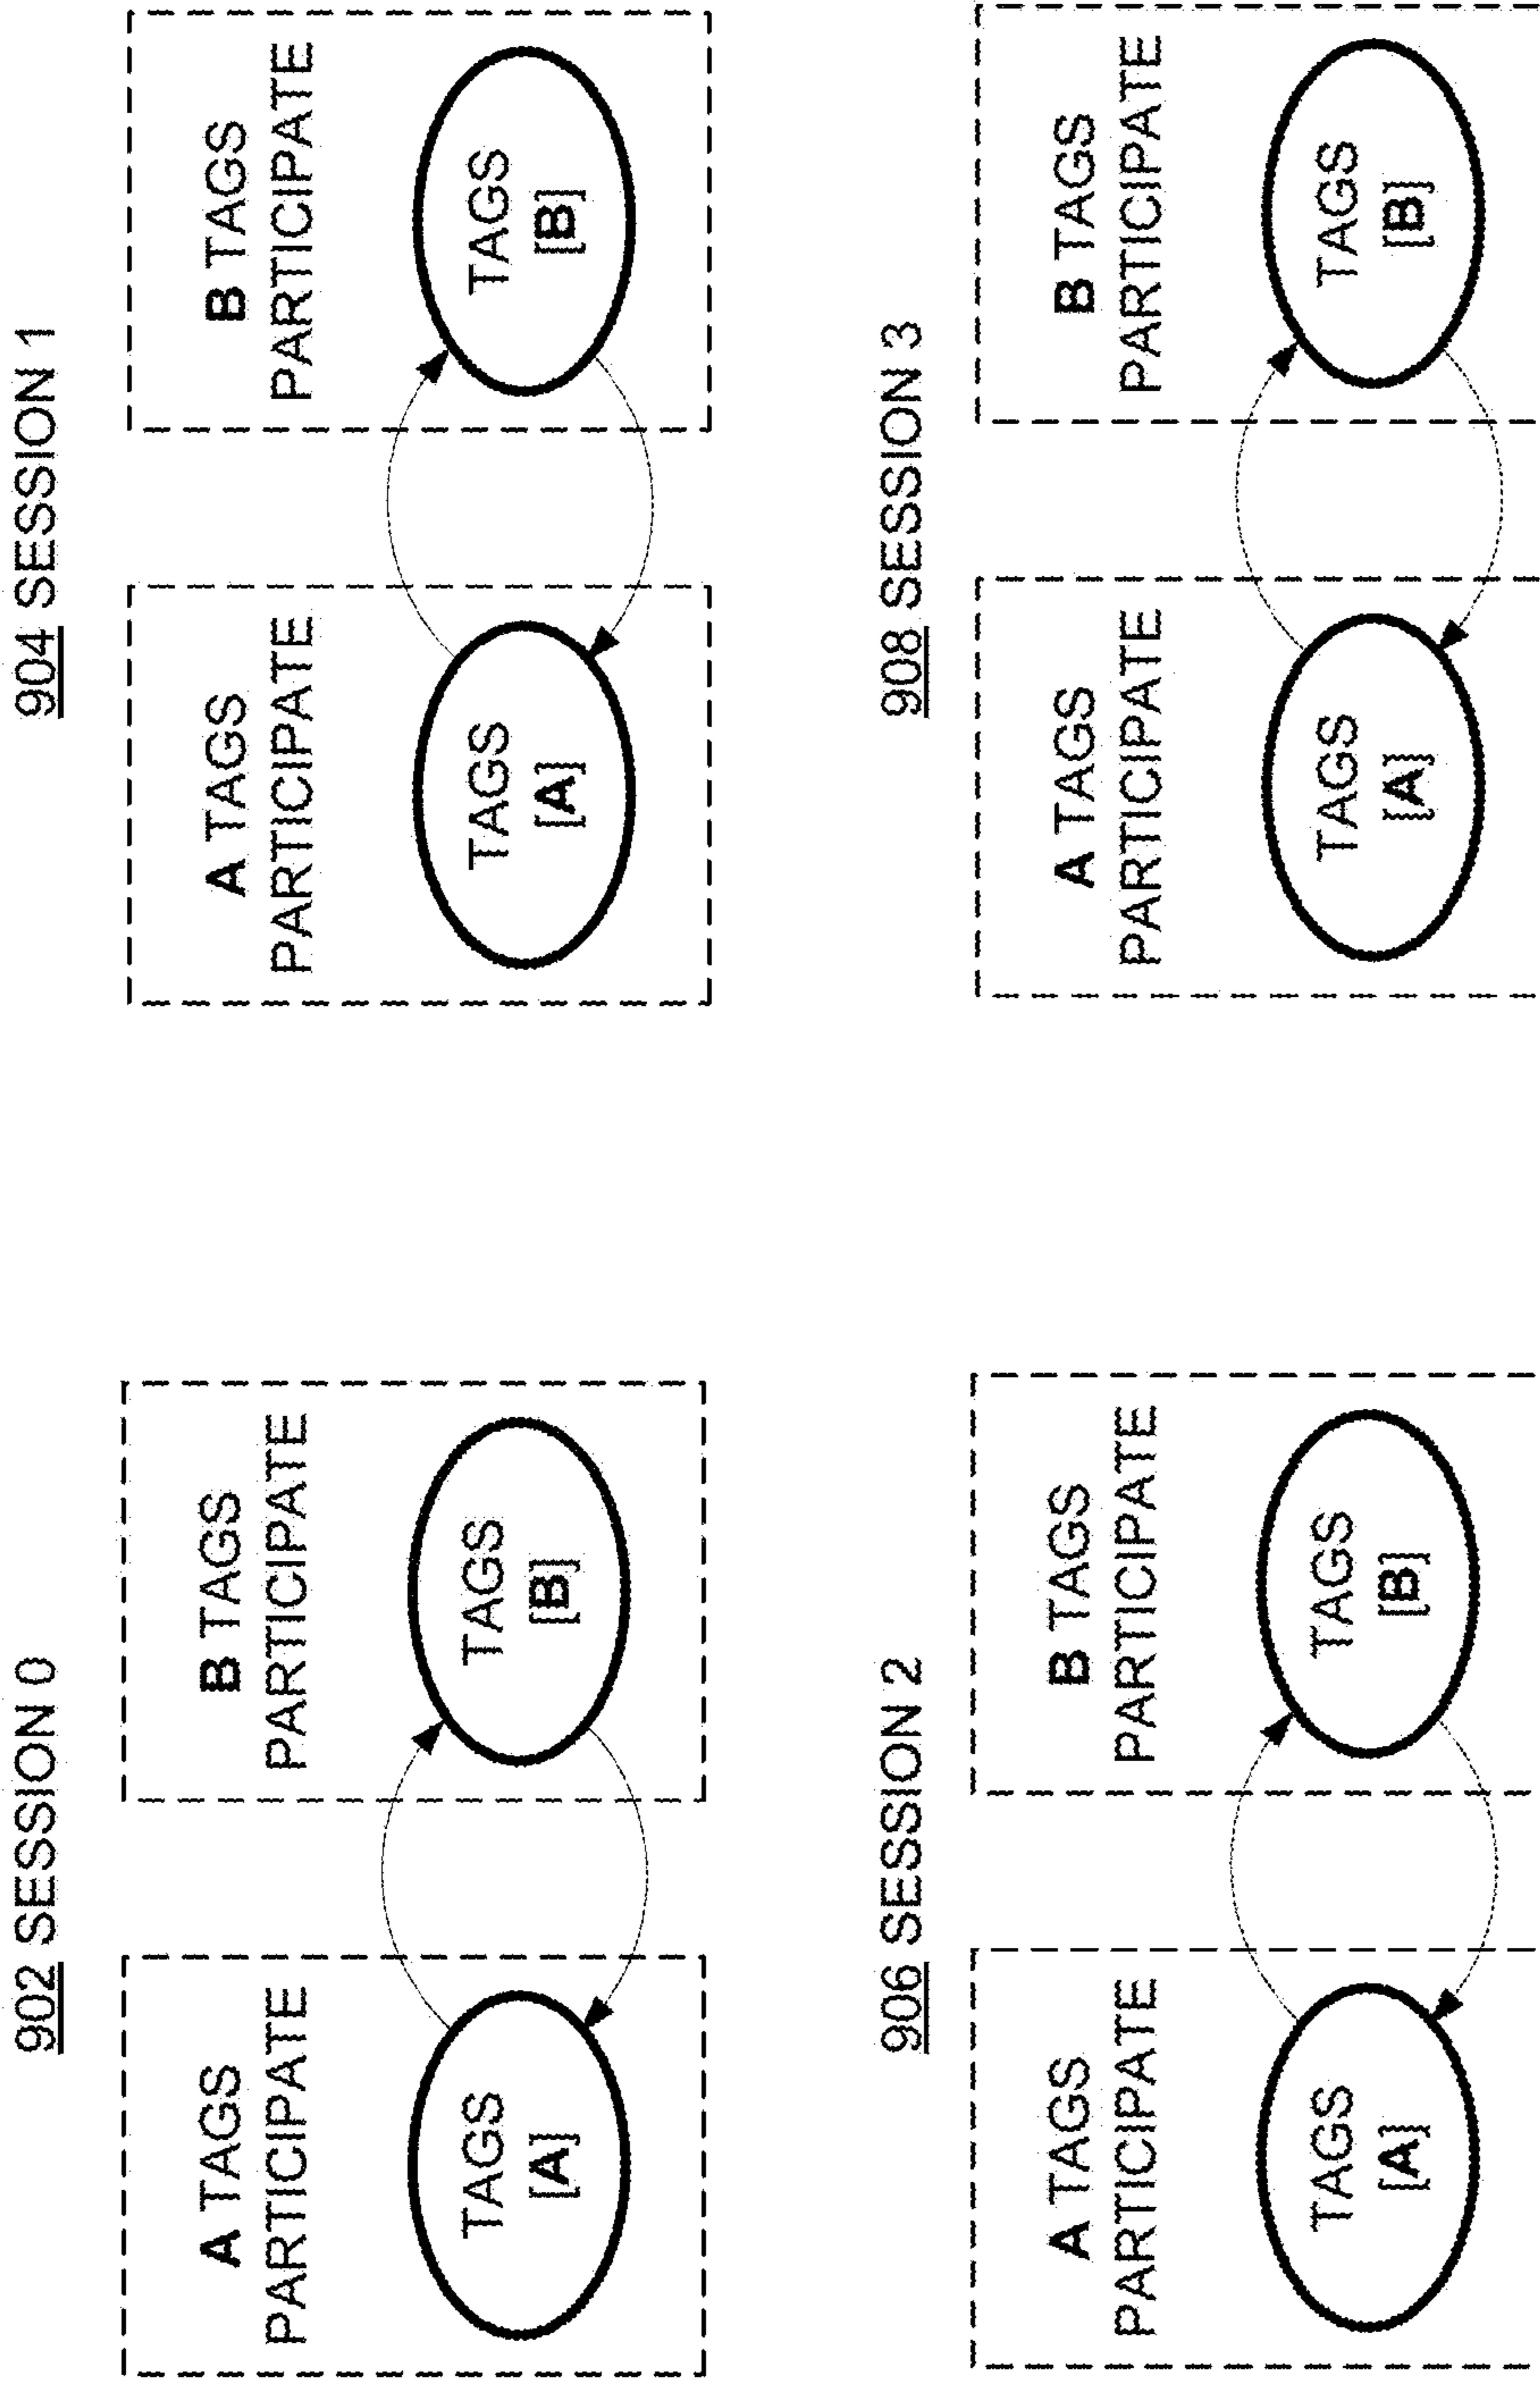 902 SESSION 0
A TAGS
PARTICIPATE
TAGS
[A]
B TAGS
PARTICIPATE
TAGS
[B]
904 SESSION 1
A TAGS
PARTICIPATE
TAGS
[A]
B TAGS
PARTICIPATE
TAGS
[B]
906 SESSION 2
A TAGS
PARTICIPATE
TAGS
[A]
B TAGS
PARTICIPATE
TAGS
[B]
908 SESSION 3
A TAGS
PARTICIPATE
TAGS
[A]
B TAGS
PARTICIPATE
TAGS
[B]